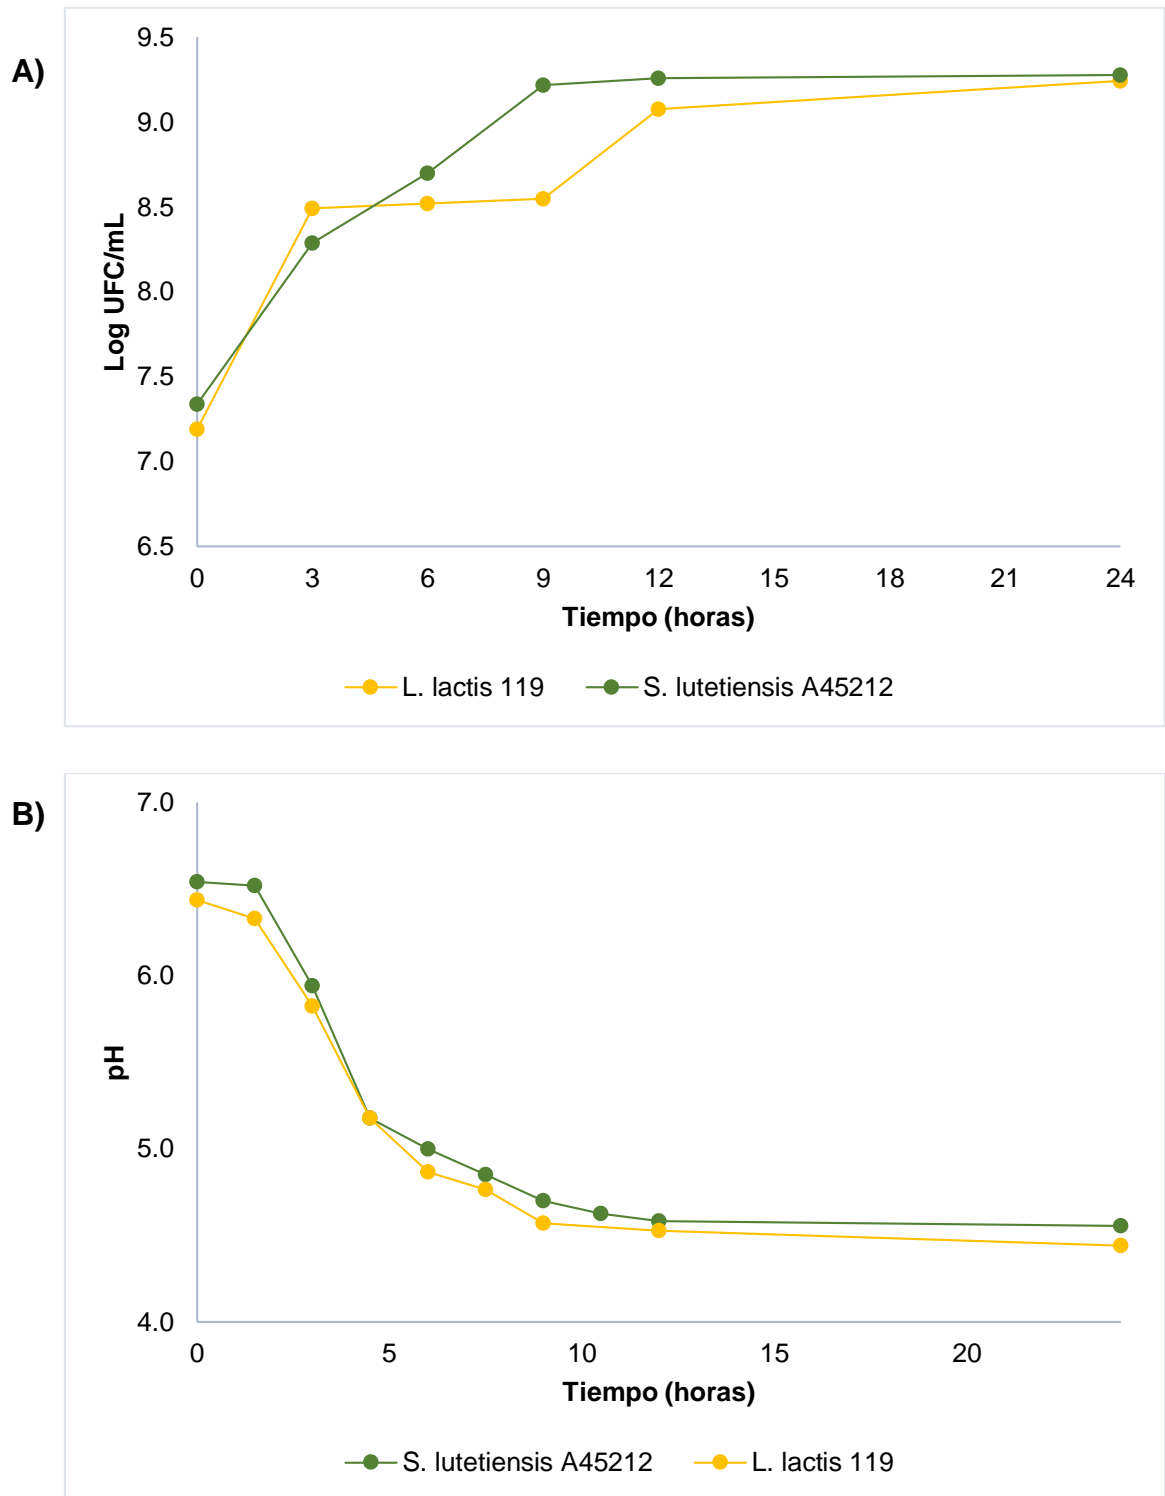 A)
9.5
9.0
8.5
8.0
7.5
7.0
6.5
Log UFC/mL
0 3 6 9 12 15 18 21 24
Tiempo (horas)
L. lactis 119 S. lutetiensis A45212
B)
7.0
6.0
5.0
4.0
pH
0 5 10 15 20
Tiempo (horas)
S. lutetiensis A45212 L. lactis 119